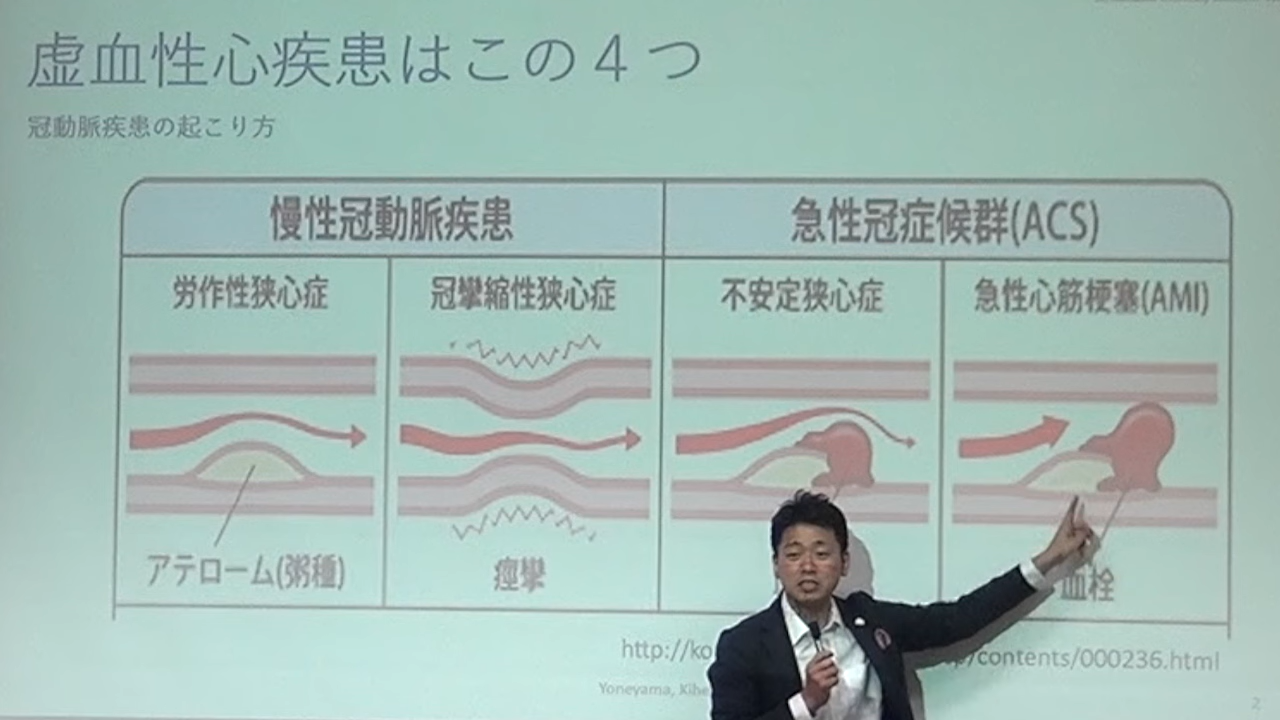 虚血性心疾患はこの４つ
冠動脈疾患の起こり方
慢性冠動脈疾患
急性冠症候群(ACS)
労作性狭心症
冠攣縮性狭心症
不安定狭心症
急性心筋梗塞(AMI)
アテローム(粥種)
痙攣
血栓
http://ko
/contents/000236.html
Yoneyama, Kihe
2